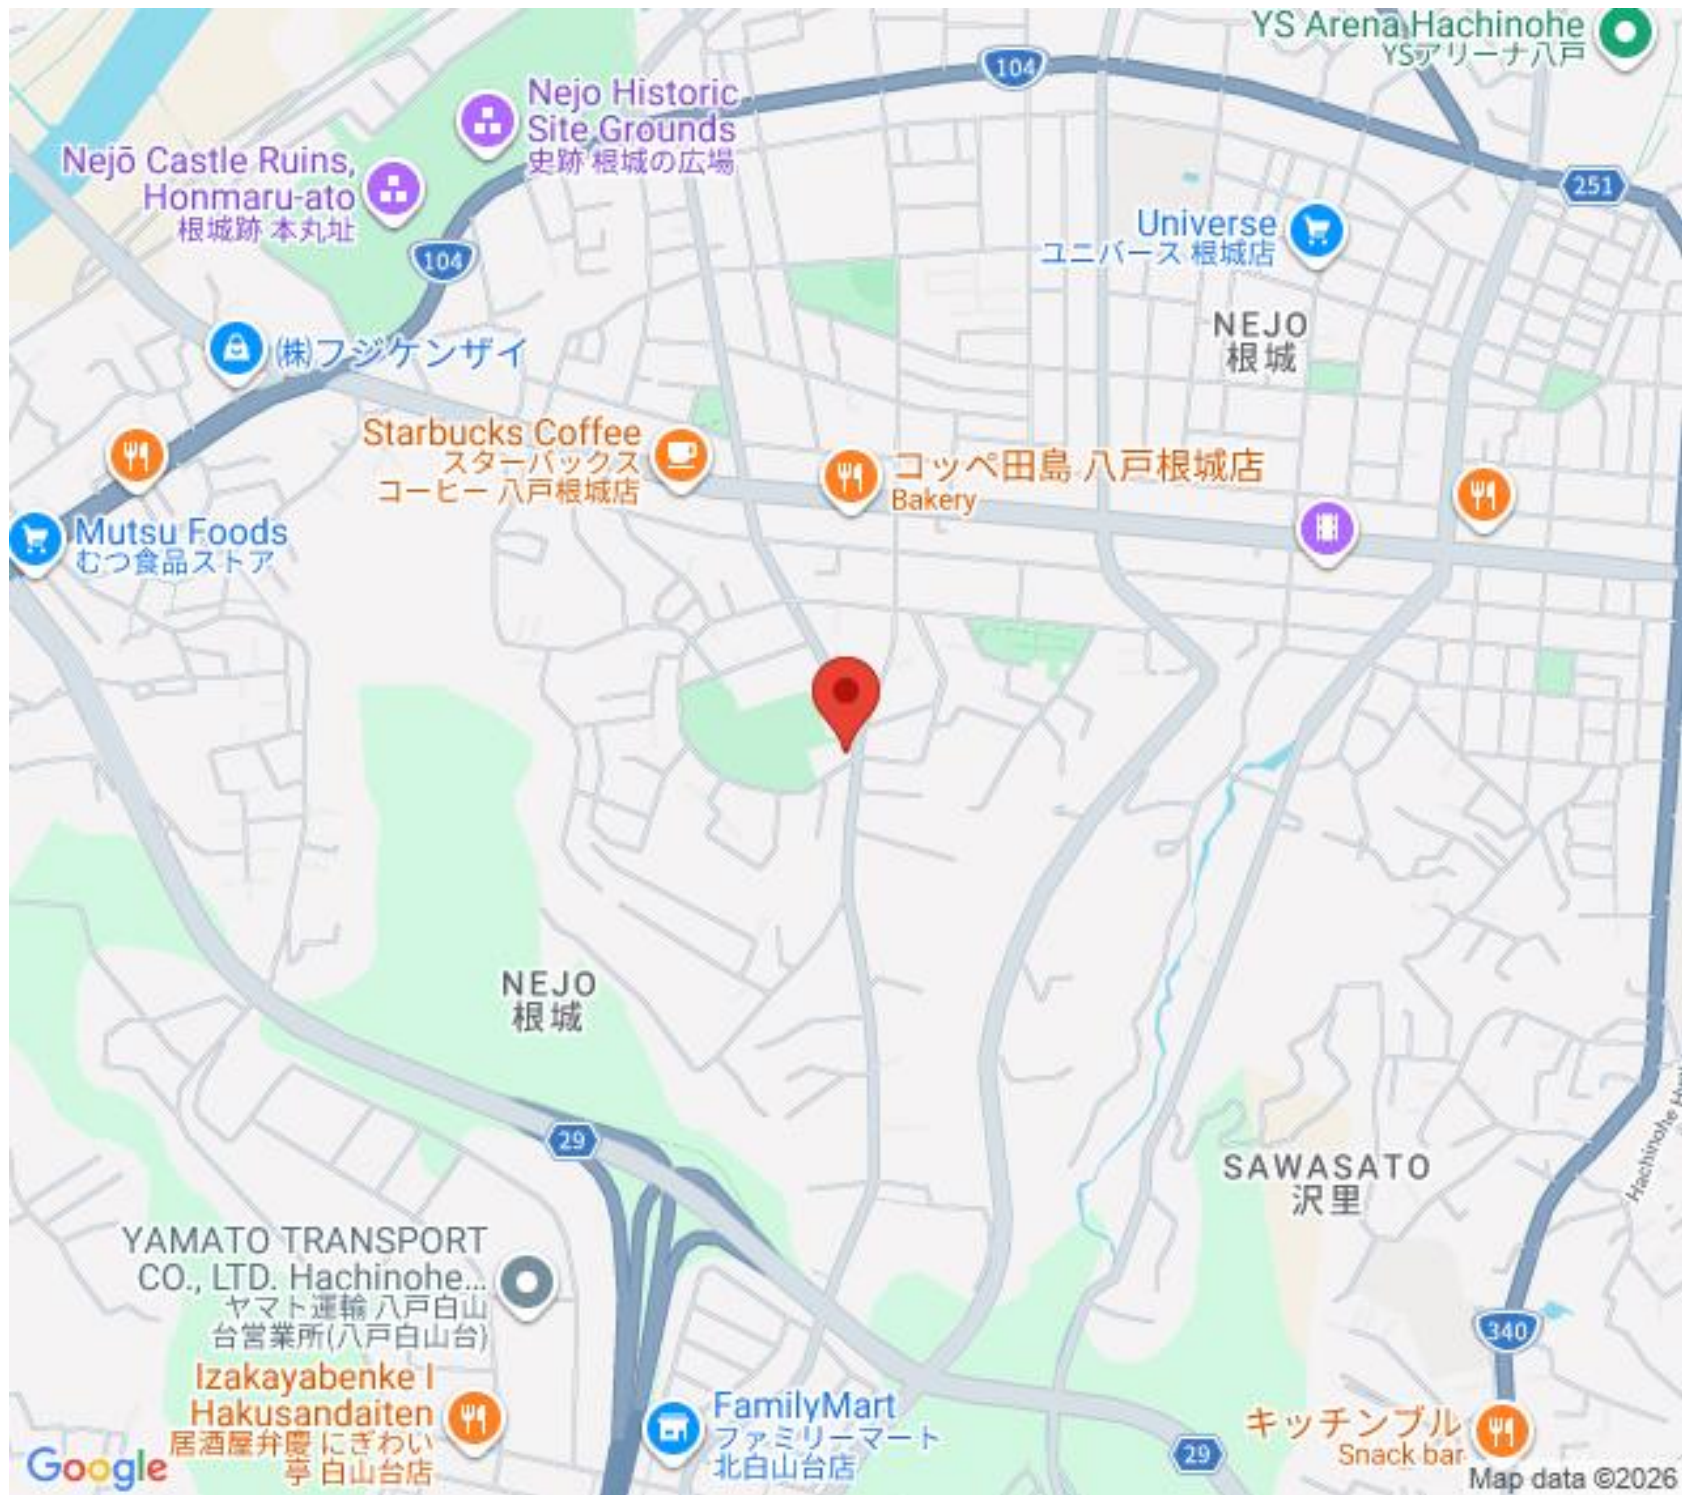 YS Arena Hachinohe
YSアリーナ八戸
104
Nejo Historic
Site Grounds
史跡 根城の広場
Nejō Castle Ruins,
Honmaru-ato
根城跡 本丸址
251
Universe
ユニバース 根城店
104
NEJO
根城
㈱フジケンザイ
Starbucks Coffee
スターバックス
コーヒー 八戸根城店
コッペ田島 八戸根城店
Bakery
Mutsu Foods
むつ食品ストア
NEJO
根城
29
SAWASATO
沢里
Hachinohe
YAMATO TRANSPORT
CO., LTD. Hachinohe...
ヤマト運輸 八戸白山
台営業所(八戸白山台)
340
Izakayabenke I
Hakusandaiten
居酒屋弁慶 にぎわい
亭 白山台店
FamilyMart
ファミリーマート
北白山台店
キッチンブル
Snack bar
29
Google
Map data ©2026